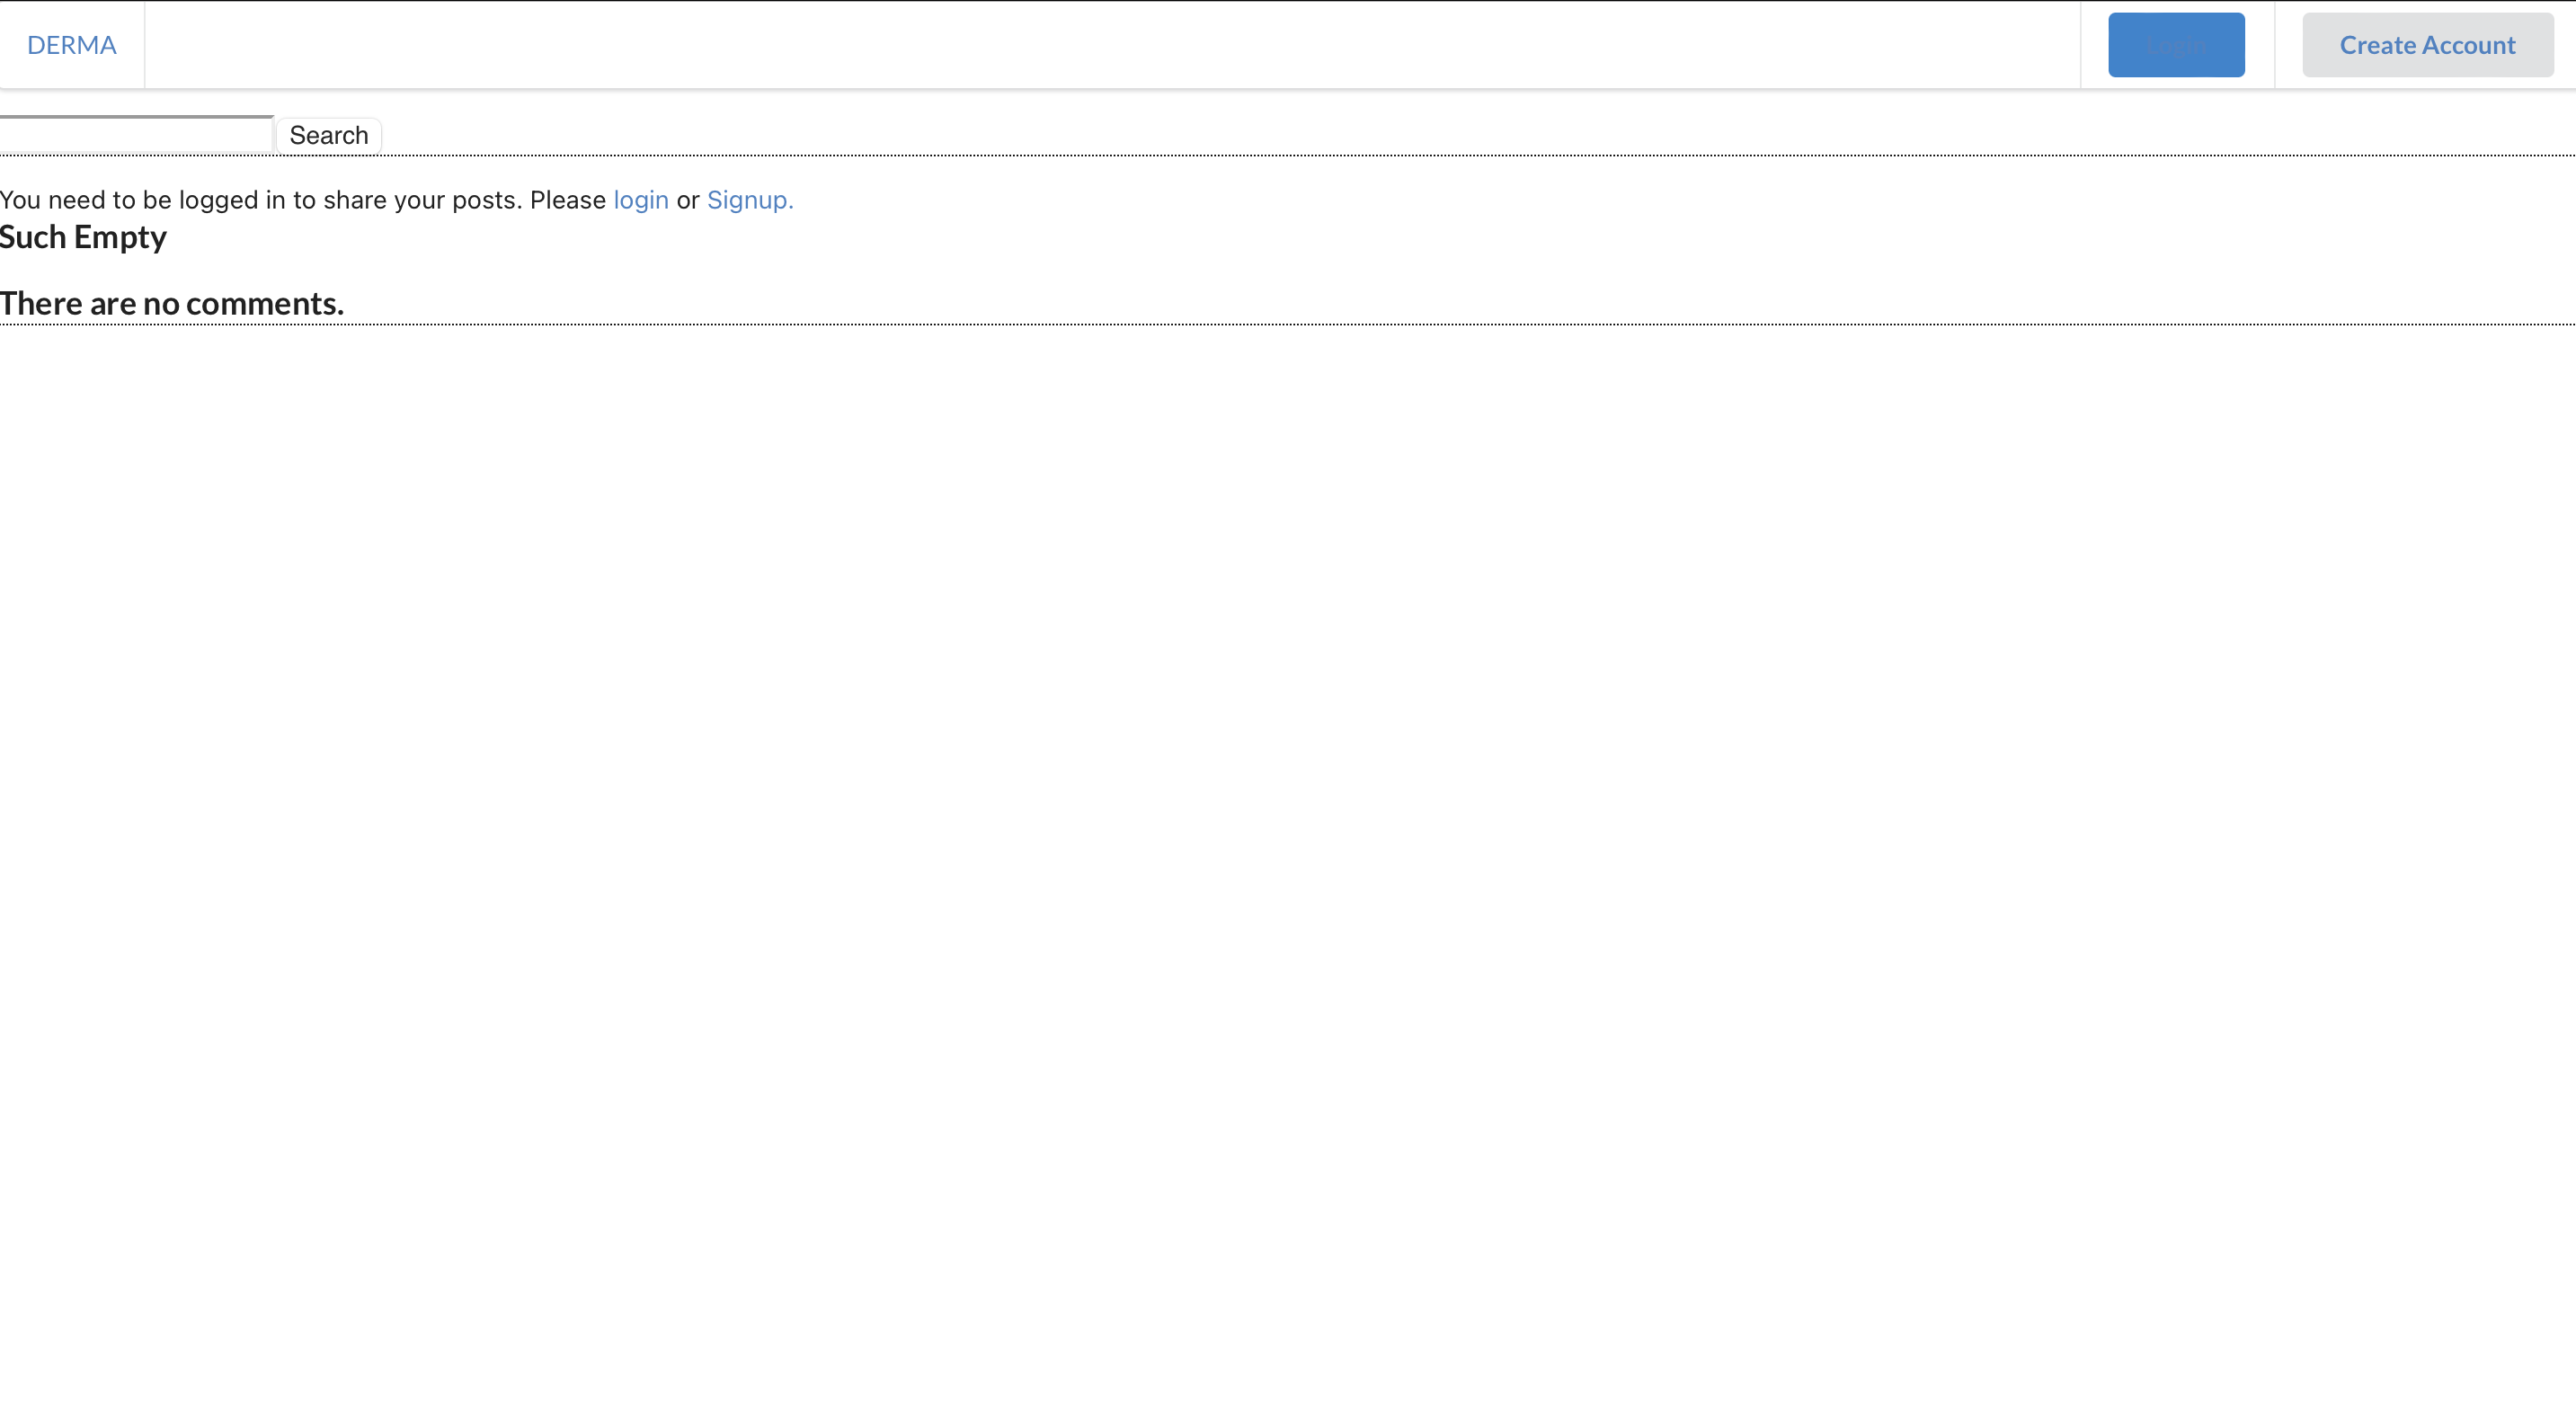 DERMA
Create Account
Search
You need to be logged in to share your posts. Please login or Signup.
Such Empty
There are no comments.